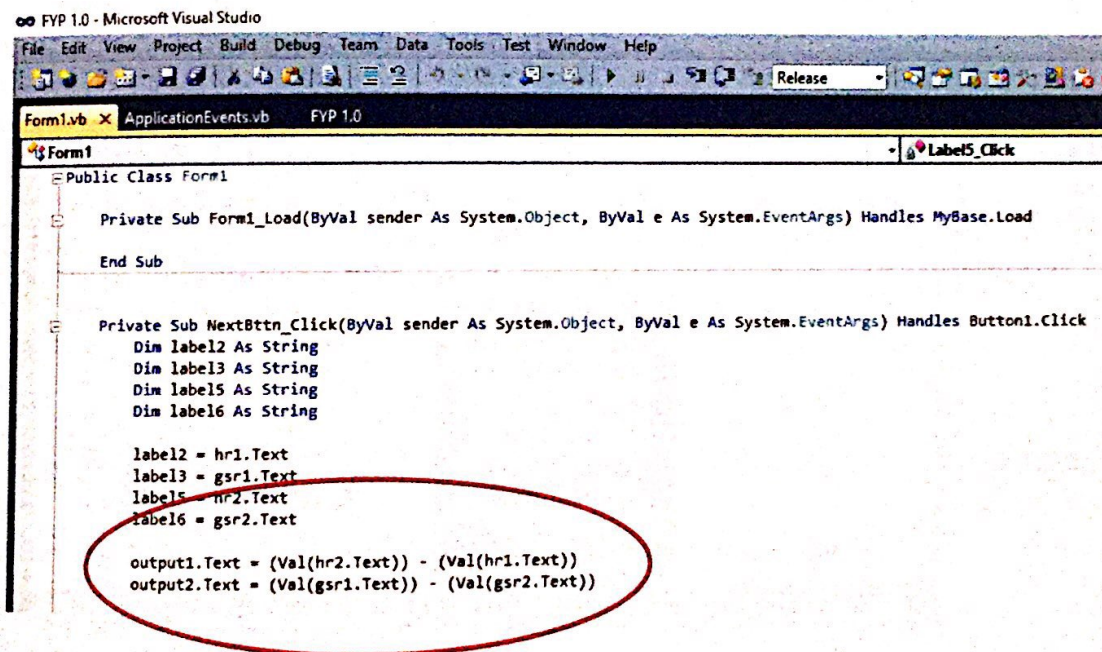 FYP 1.0 - Microsoft Visual Studio
File Edit View Project Build Debug Team Data Tools Test Window Help
Release
Form1.vb X ApplicationEvents.vb FYP 1.0
Form1 Label5_Click
Public Class Form1
Private Sub Form1_Load(ByVal sender As System.Object, ByVal e As System.EventArgs) Handles MyBase.Load
End Sub
Private Sub NextBttn_Click(ByVal sender As System.Object, ByVal e As System.EventArgs) Handles Button1.Click
Dim label2 As String
Dim label3 As String
Dim label5 As String
Dim label6 As String
label2 = hr1.Text
label3 = gsr1.Text
label5 = hr2.Text
label6 = gsr2.Text
output1.Text = (Val(hr2.Text)) - (Val(hr1.Text))
output2.Text = (Val(gsr1.Text)) - (Val(gsr2.Text))